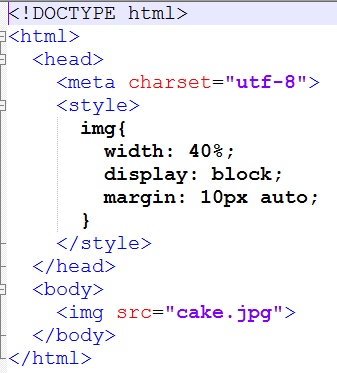 <!DOCTYPE html>
<html>
<head>
<meta charset="utf-8">
<style>
img{
width: 40%;
display: block;
margin: 10px auto;
}
</style>
</head>
<body>
<img src="cake.jpg">
</body>
</html>